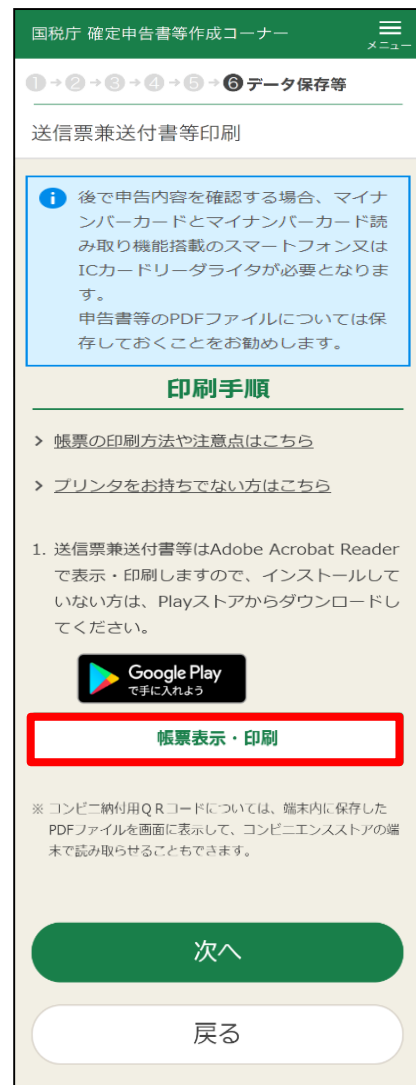 国税庁 確定申告書等作成コーナー
メニュー
❶→❷→❸→❹→❺→❻データ保存等
送信票兼送付書等印刷
後で申告内容を確認する場合、マイナ
ンバーカードとマイナンバーカード読
み取り機能搭載のスマートフォン又は
ICカードリーダライタが必要となりま
す。
申告書等のPDFファイルについては保
存しておくことをお勧めします。
印刷手順
> 帳票の印刷方法や注意点はこちら
> プリンタをお持ちでない方はこちら
1. 送信票兼送付書等はAdobe Acrobat Reader
で表示・印刷しますので、インストールして
いない方は、Playストアからダウンロードし
てください。
Google Play
で手に入れよう
帳票表示・印刷
※ コンビニ納付用QRコードについては、端末内に保存した
PDFファイルを画面に表示して、コンビニエンスストアの端
末で読み取らせることもできます。
次へ
戻る